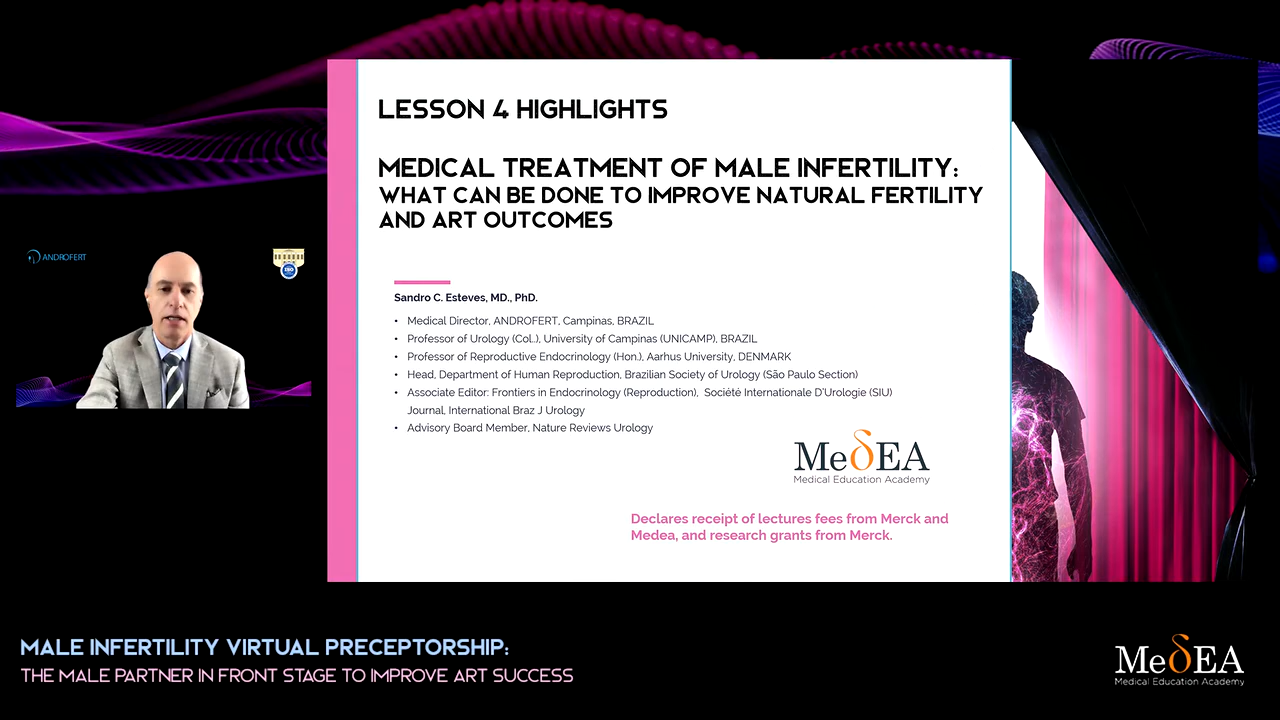 LESSON 4 HIGHLIGHTS
MEDICAL TREATMENT OF MALE INFERTILITY:
WHAT CAN BE DONE TO IMPROVE NATURAL FERTILITY
AND ART OUTCOMES
ANDROFERT
ISO
Sandro C. Esteves, MD., PhD.
• Medical Director, ANDROFERT, Campinas, BRAZIL
• Professor of Urology (Col.), University of Campinas (UNICAMP), BRAZIL
• Professor of Reproductive Endocrinology (Hon.), Aarhus University, DENMARK
• Head, Department of Human Reproduction, Brazilian Society of Urology (São Paulo Section)
• Associate Editor: Frontiers in Endocrinology (Reproduction), Société Internationale D'Urologie (SIU)
Journal, International Braz J Urology
• Advisory Board Member, Nature Reviews Urology
MeδEA
Medical Education Academy
Declares receipt of lectures fees from Merck and
Medea, and research grants from Merck.
MALE INFERTILITY VIRTUAL PRECEPTORSHIP:
THE MALE PARTNER IN FRONT STAGE TO IMPROVE ART SUCCESS
MeδEA
Medical Education Academy